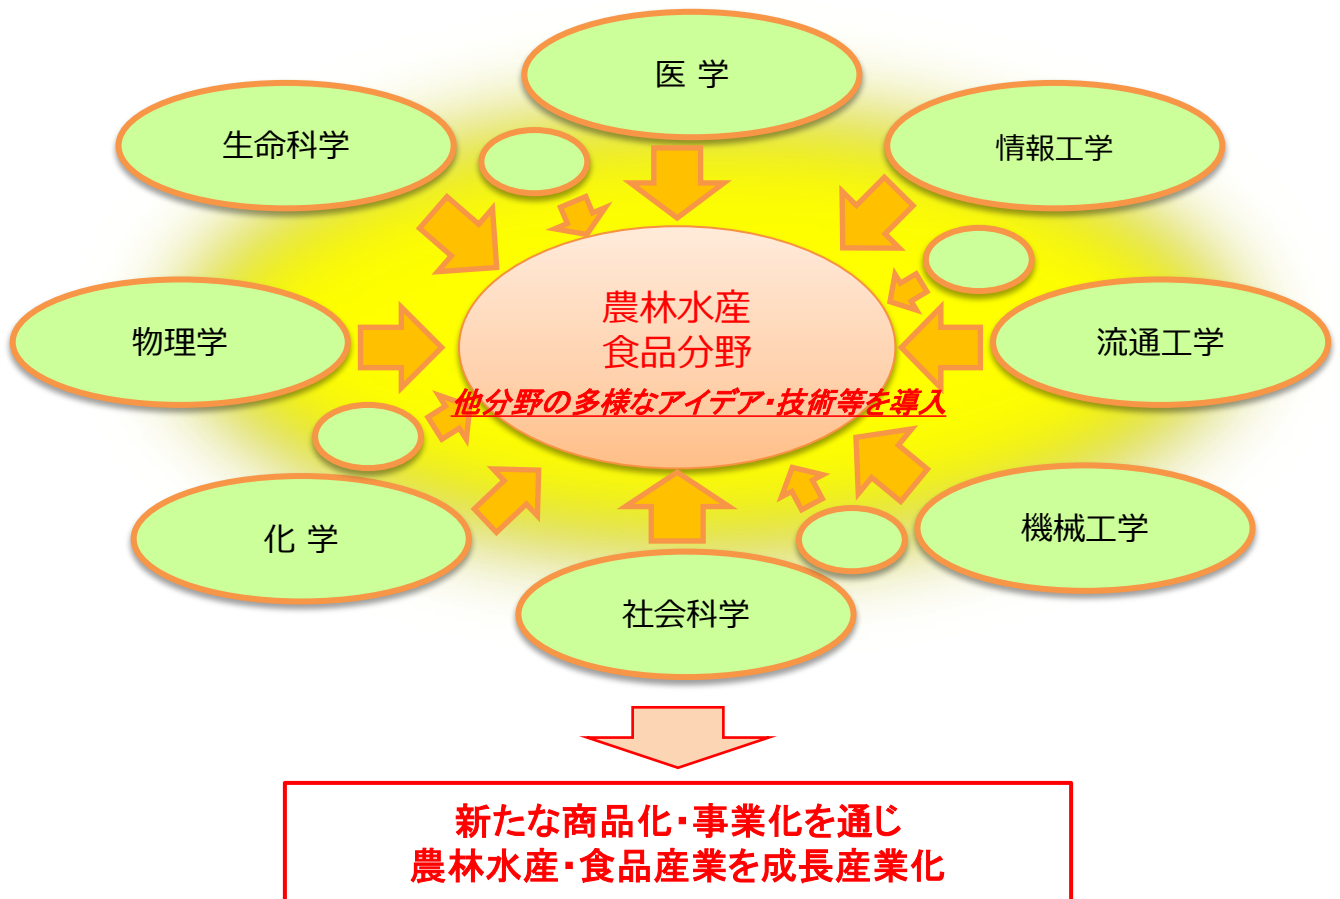 医 学
生命科学
情報工学
農林水産
食品分野
他分野の多様なアイデア・技術等を導入
物理学
流通工学
化 学
機械工学
社会科学
新たな商品化・事業化を通じ
農林水産・食品産業を成長産業化